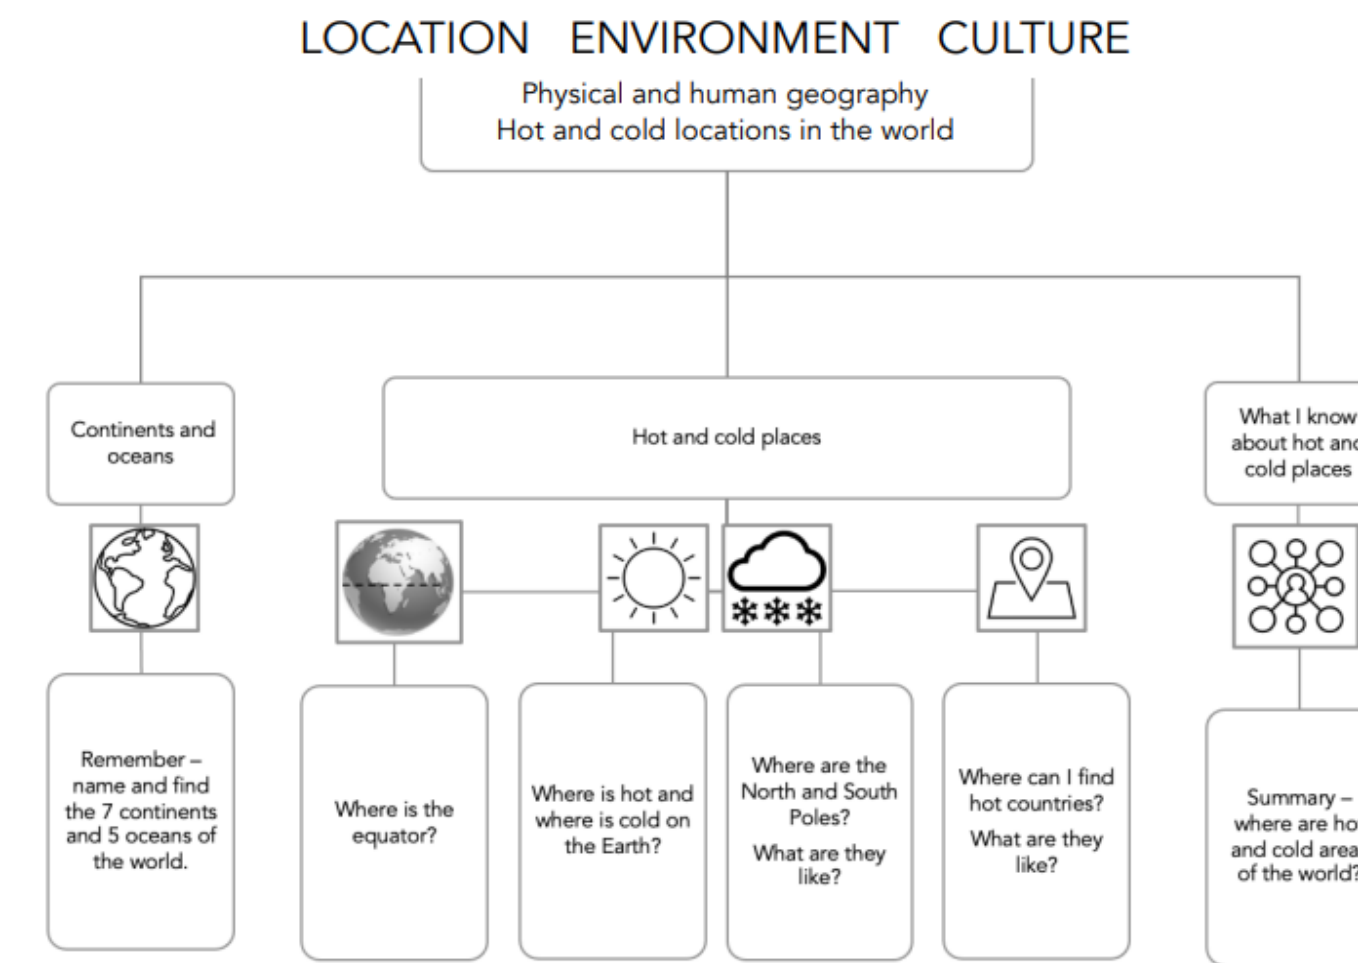 LOCATION ENVIRONMENT CULTURE
Physical and human geography
Hot and cold locations in the world
Continents and
oceans
Hot and cold places
What I know
about hot and
cold places
Remember –
name and find
the 7 continents
and 5 oceans of
the world.
Where is the
equator?
Where is hot and
where is cold on
the Earth?
Where are the
North and South
Poles?
What are they
like?
Where can I find
hot countries?
What are they
like?
Summary –
where are ho
and cold area
of the world?